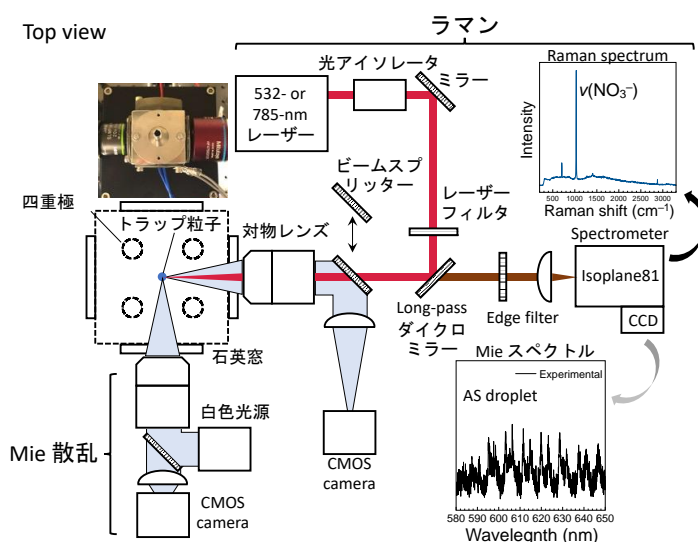 Top view
ラマン
光アイソレータ
ミラー
532- or
785-nm
レーザー
ビームスプ
リッター
レーザー
フィルタ
Raman spectrum
ν(NO₃⁻)
Intensity
200
800
1400
2000
2600
3200
Raman shift (cm⁻¹)
四重極
トラップ粒子
対物レンズ
Spectrometer
Isoplane81
CCD
Long-pass
ダイクロ
ミラー
Edge filter
石英窓
白色光源
Mie 散乱
CMOS
camera
CMOS
camera
Mie スペクトル
Experimental
AS droplet
580 590 600 610 620 630 640 650
Wavelegnth (nm)